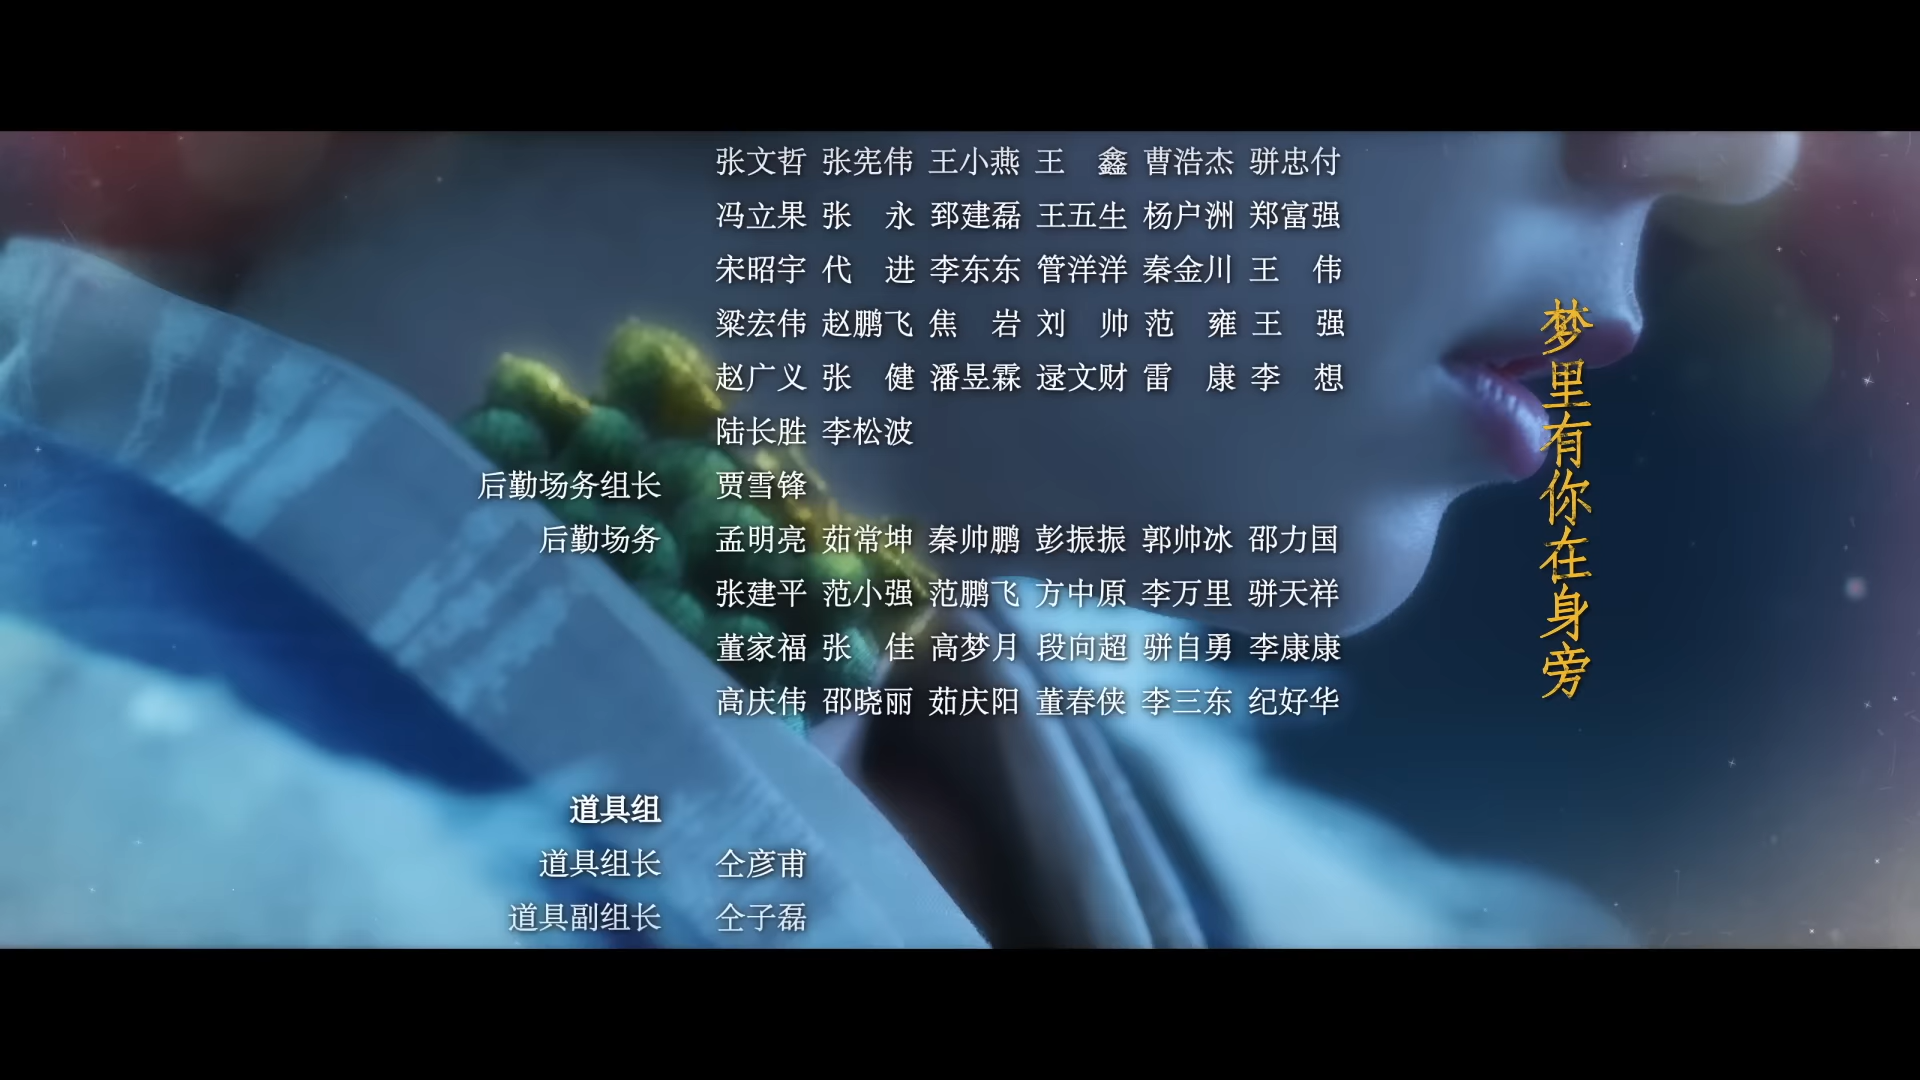 张文哲 张宪伟 王小燕 王　鑫 曹浩杰 骈忠付
冯立果 张　永 郅建磊 王五生 杨户洲 郑富强
宋昭宇 代　进 李东东 管洋洋 秦金川 王　伟
梁宏伟 赵鹏飞 焦　岩 刘　帅 范　雍 王　强
赵广义 张　健 潘昱霖 逯文财 雷　康 李　想
陆长胜 李松波
后勤场务组长 贾雪锋
后勤场务 孟明亮 茹常坤 秦帅鹏 彭振振 郭帅冰 邵力国
张建平 范小强 范鹏飞 方中原 李万里 骈天祥
董家福 张　佳 高梦月 段向超 骈自勇 李康康
高庆伟 邵晓丽 茹庆阳 董春侠 李三东 纪好华
道具组
道具组长 仝彦甫
道具副组长 仝子磊
梦里有你在身旁